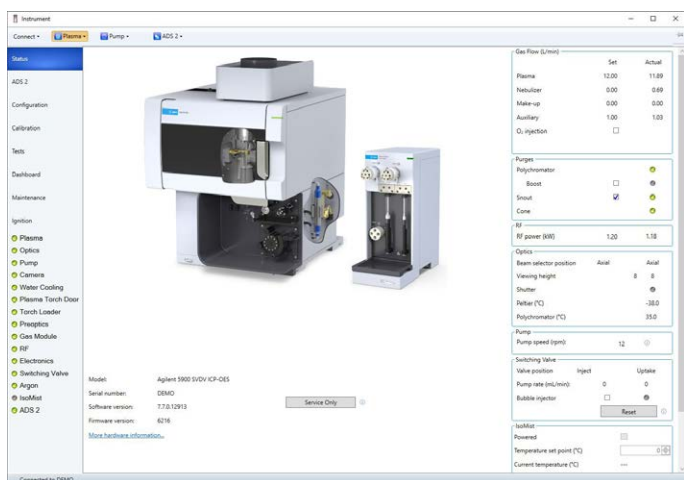 Instrument
Connect
Plasma
Pump
ADS 2
Status
ADS 2
Configuration
Calibration
Tests
Dashboard
Maintenance
Ignition
Plasma
Optics
Pump
Camera
Water Cooling
Plasma Torch Door
Torch Loader
Preoptics
Gas Module
RF
Electronics
Switching Valve
Argon
IsoMist
ADS 2
Model: Agilent 5900 SVDV ICP-OES
Serial number: DEMO
Software version: 7.7.0.12913
Firmware version: 6216
More hardware information...
Service Only
Gas Flow (L/min)
Set Actual
Plasma 12.00 11.89
Nebulizer 0.00 0.69
Make-up 0.00 0.00
Auxiliary 1.00 1.03
O₂ injection
Purges
Polychromator
Boost
Snout
Cone
RF
RF power (kW) 1.20 1.18
Optics
Beam selector position Axial Axial
Viewing height 8 8
Shutter
Peltier (°C) -38.0
Polychromator (°C) 35.0
Pump
Pump speed (rpm): 12
Switching Valve
Valve position Inject Uptake
Pump rate (mL/min): 0 0
Bubble injector
Reset
IsoMist
Powered
Temperature set point (°C) 0
Current temperature (°C) ---
Connected to DEMO